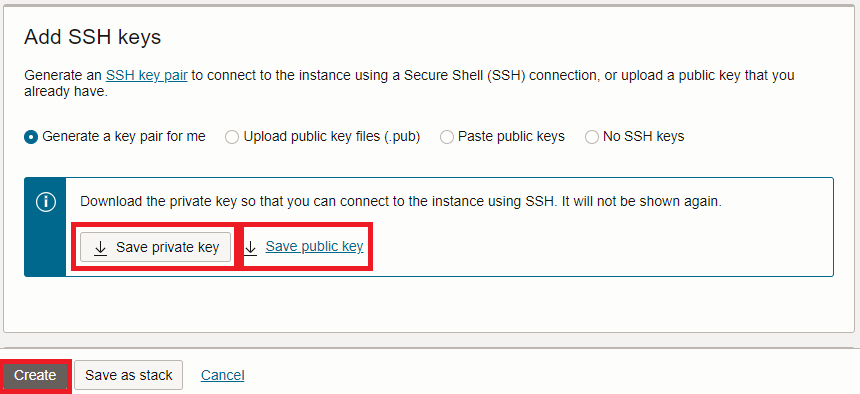 Add SSH keys
Generate an SSH key pair to connect to the instance using a Secure Shell (SSH) connection, or upload a public key that you
already have.
Generate a key pair for me Upload public key files (.pub) Paste public keys No SSH keys
Download the private key so that you can connect to the instance using SSH. It will not be shown again.
Save private key Save public key
Create Save as stack Cancel